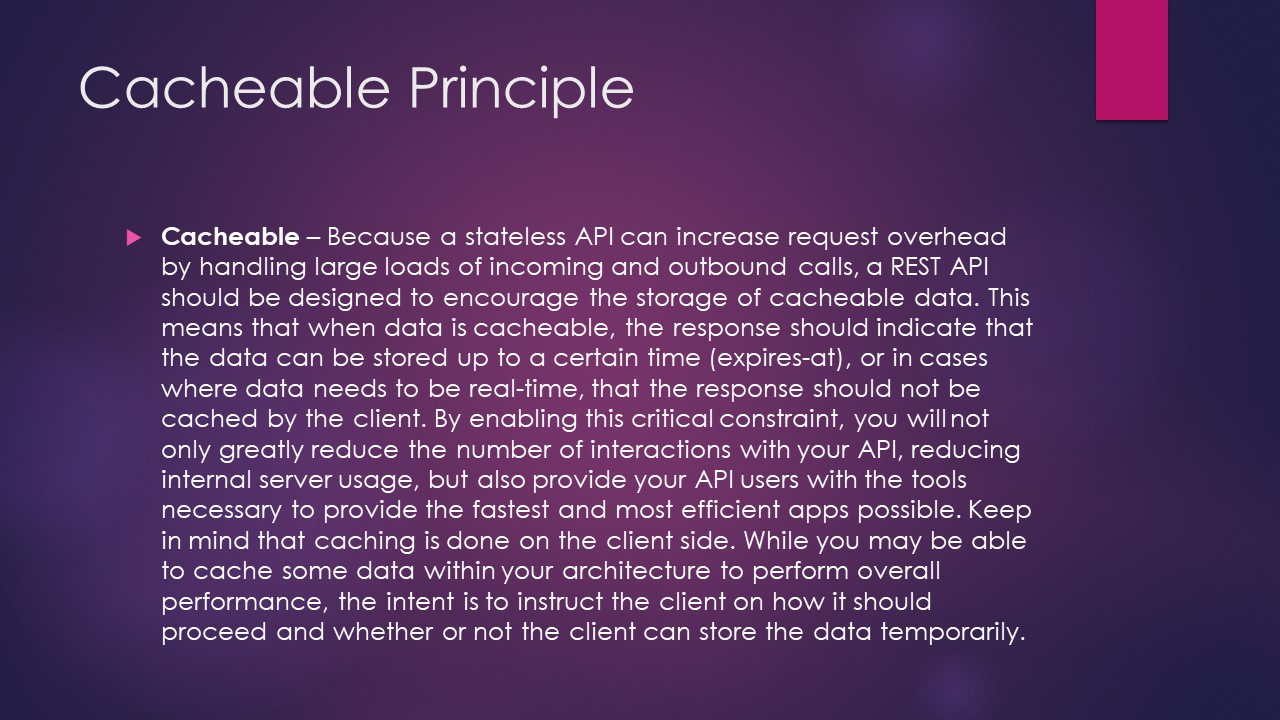 Cacheable Principle
Cacheable – Because a stateless API can increase request overhead
by handling large loads of incoming and outbound calls, a REST API
should be designed to encourage the storage of cacheable data. This
means that when data is cacheable, the response should indicate that
the data can be stored up to a certain time (expires-at), or in cases
where data needs to be real-time, that the response should not be
cached by the client. By enabling this critical constraint, you will not
only greatly reduce the number of interactions with your API, reducing
internal server usage, but also provide your API users with the tools
necessary to provide the fastest and most efficient apps possible. Keep
in mind that caching is done on the client side. While you may be able
to cache some data within your architecture to perform overall
performance, the intent is to instruct the client on how it should
proceed and whether or not the client can store the data temporarily.